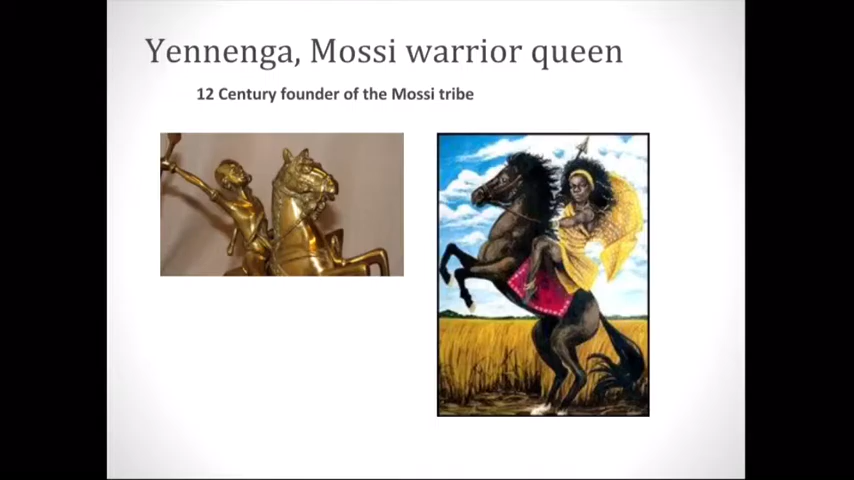 Yennenga, Mossi warrior queen
12 Century founder of the Mossi tribe